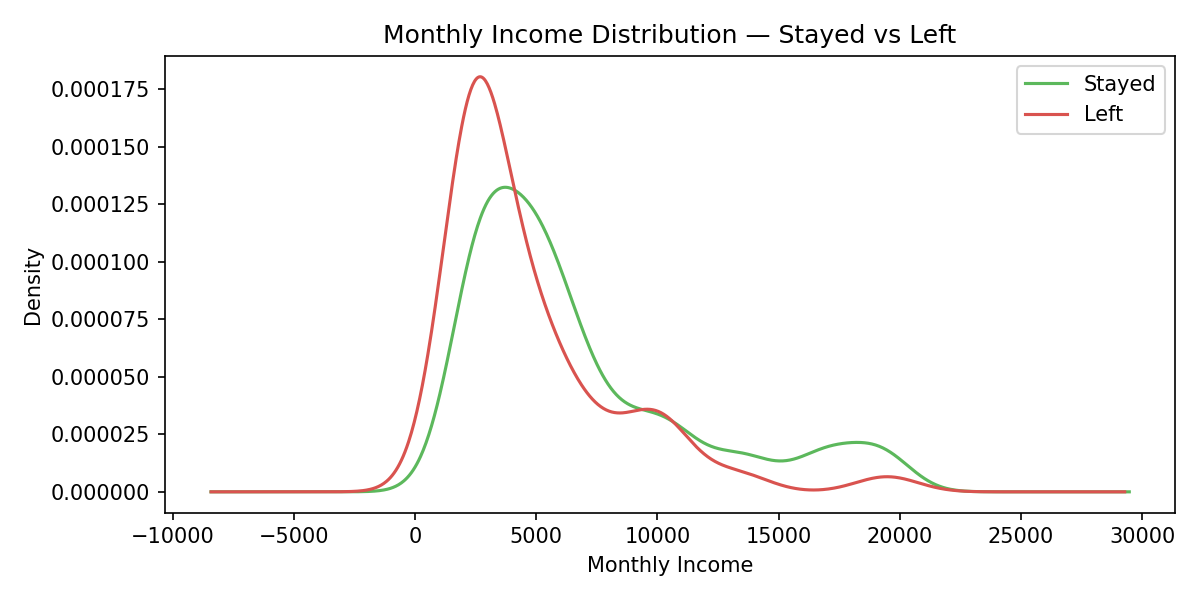 Monthly Income Distribution — Stayed vs Left
Stayed
Left
Density
0.000175
0.000150
0.000125
0.000100
0.000075
0.000050
0.000025
0.000000
−10000 −5000 0 5000 10000 15000 20000 25000 30000
Monthly Income